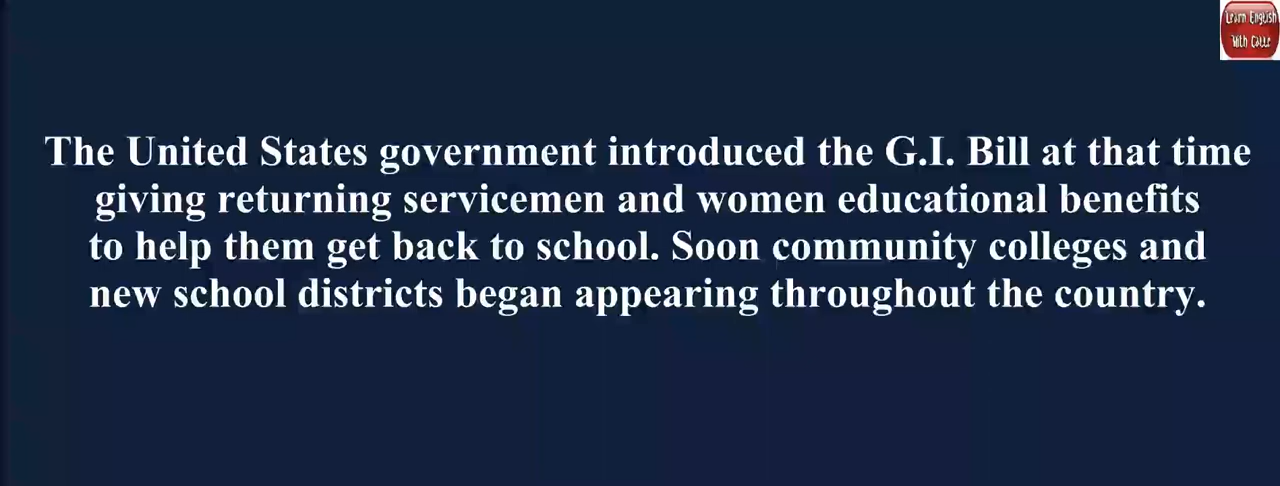 Learn English
With Cattt
The United States government introduced the G.I. Bill at that time
giving returning servicemen and women educational benefits
to help them get back to school. Soon community colleges and
new school districts began appearing throughout the country.